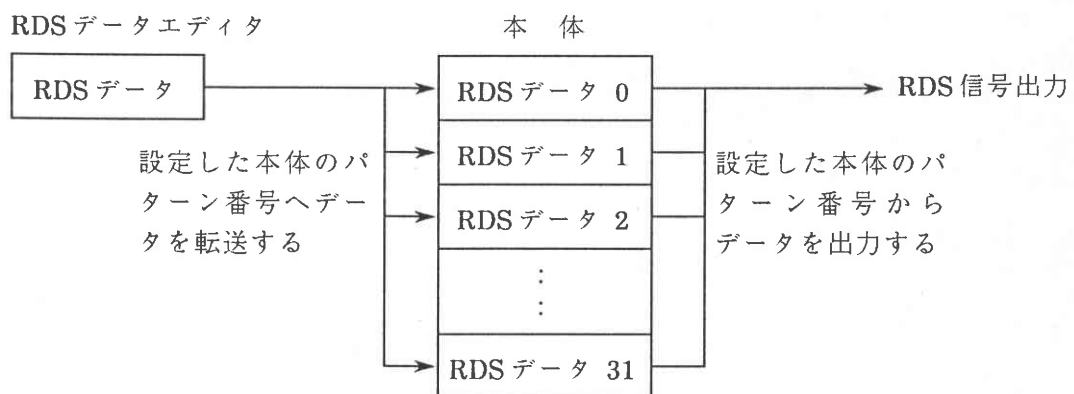 RDSデータエディタ
本 体
RDSデータ
RDSデータ 0
RDS信号出力
RDSデータ 1
RDSデータ 2
⋮
RDSデータ 31
設定した本体のパ
ターン番号へデー
タを転送する
設定した本体のパ
ターン番号から
データを出力する